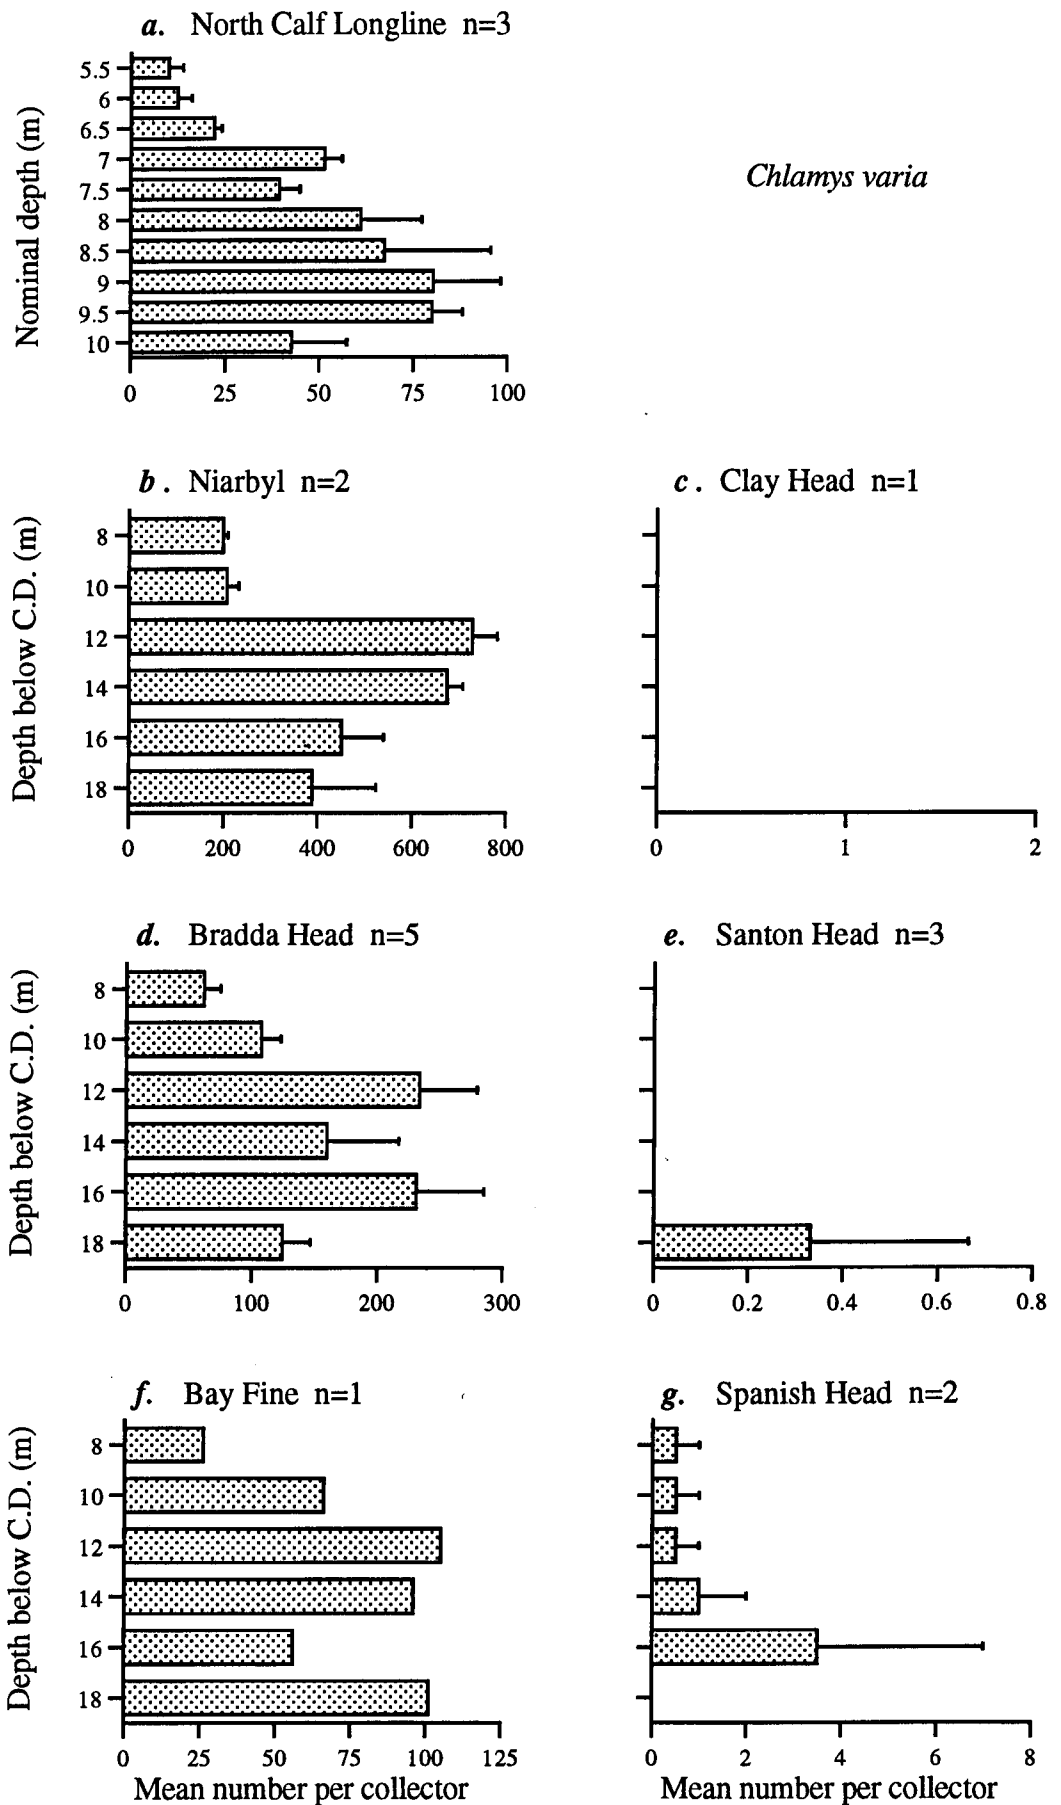 a. North Calf Longline n=3
Nominal depth (m)
5.5
6
6.5
7
7.5
8
8.5
9
9.5
10
0 25 50 75 100
Chlamys varia
b. Niarbyl n=2
Depth below C.D. (m)
8
10
12
14
16
18
0 200 400 600 800
c. Clay Head n=1
0 1 2
d. Bradda Head n=5
Depth below C.D. (m)
8
10
12
14
16
18
0 100 200 300
e. Santon Head n=3
0 0.2 0.4 0.6 0.8
f. Bay Fine n=1
Depth below C.D. (m)
8
10
12
14
16
18
0 25 50 75 100 125
Mean number per collector
g. Spanish Head n=2
0 2 4 6 8
Mean number per collector